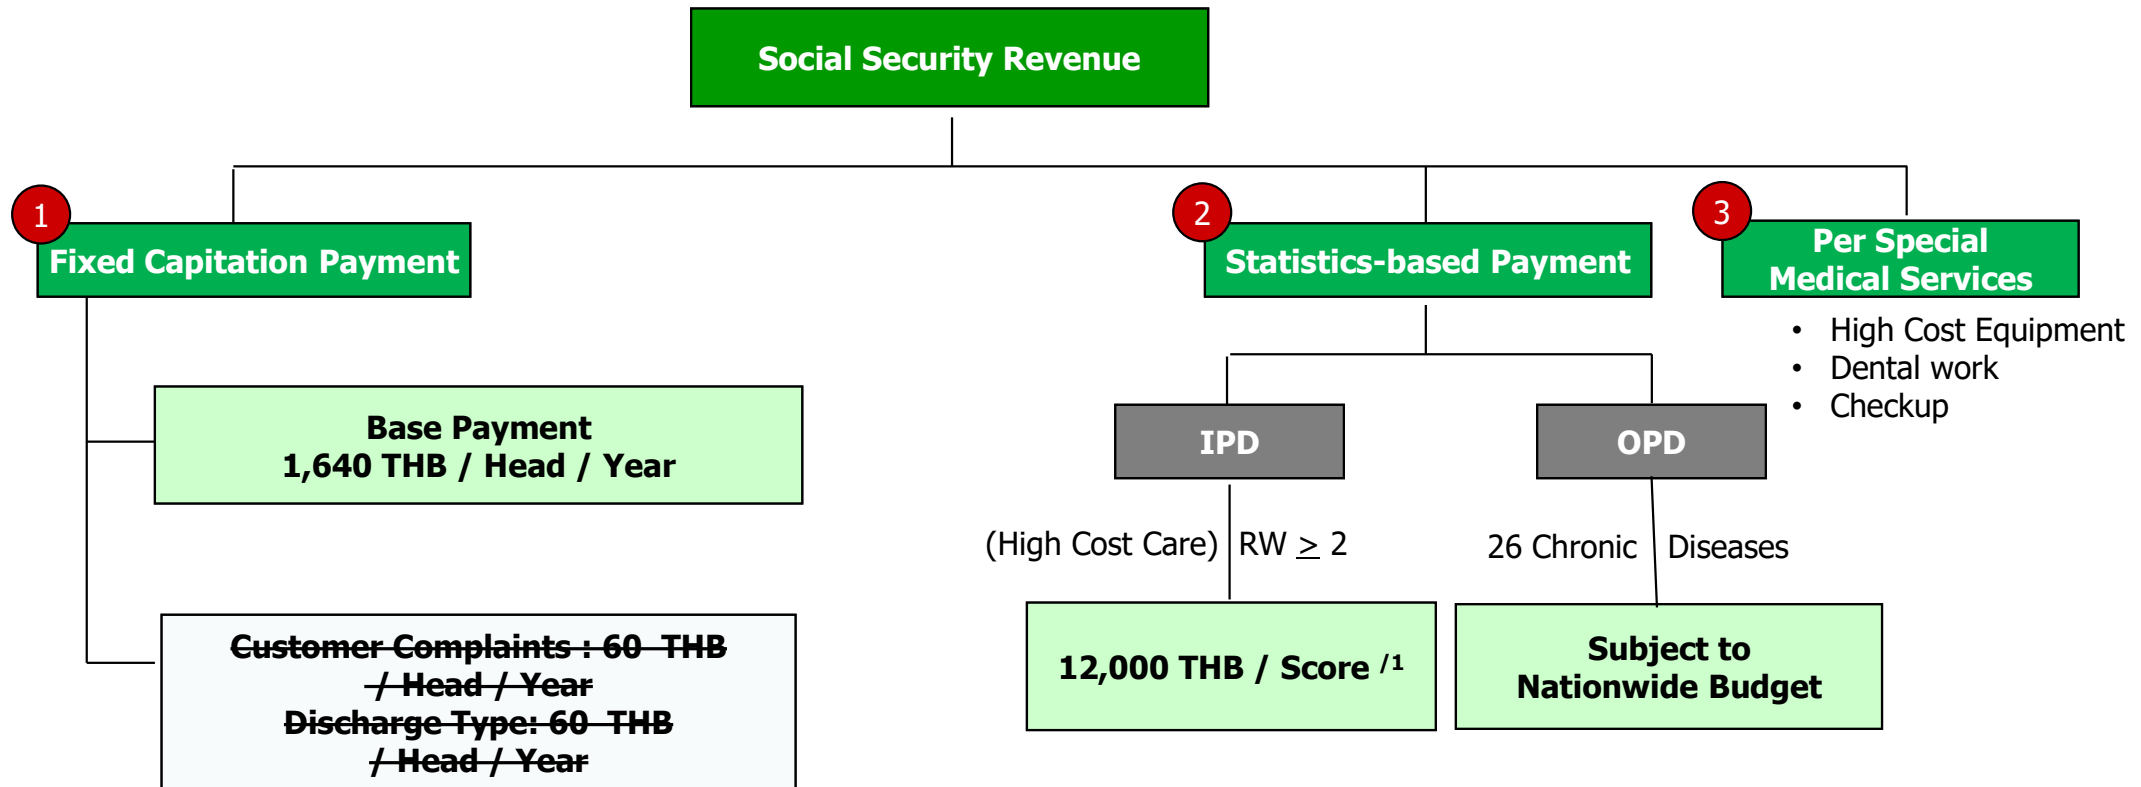 Social Security Revenue
1
Fixed Capitation Payment
2
Statistics-based Payment
3
Per Special
Medical Services
• High Cost Equipment
• Dental work
• Checkup
Base Payment
1,640 THB / Head / Year
IPD
OPD
(High Cost Care) RW ≥ 2
26 Chronic Diseases
Customer Complaints : 60 THB
/ Head / Year
Discharge Type: 60 THB
/ Head / Year
12,000 THB / Score /1
Subject to
Nationwide Budget